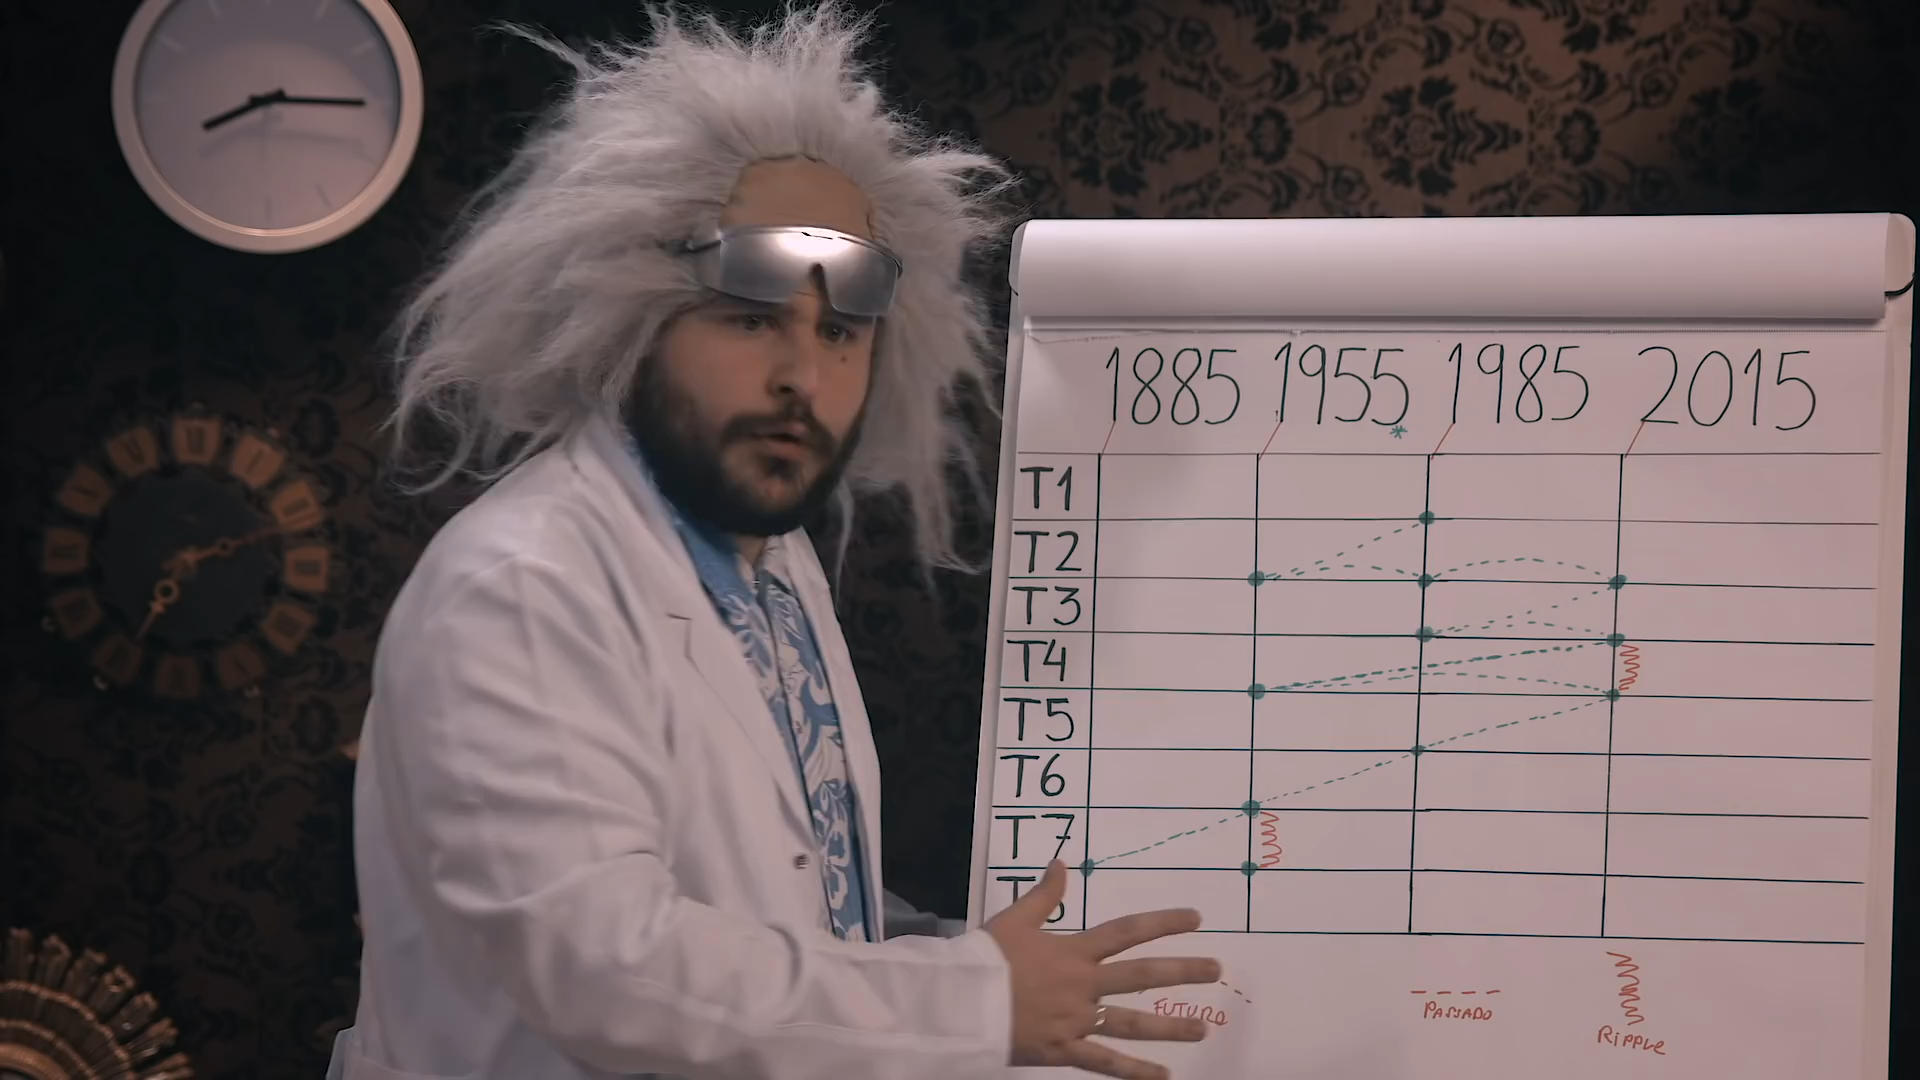 1885 1955 1985 2015
*
T1
T2
T3
T4
T5
T6
T7
FUTURO
PASSADO
RiPPLE